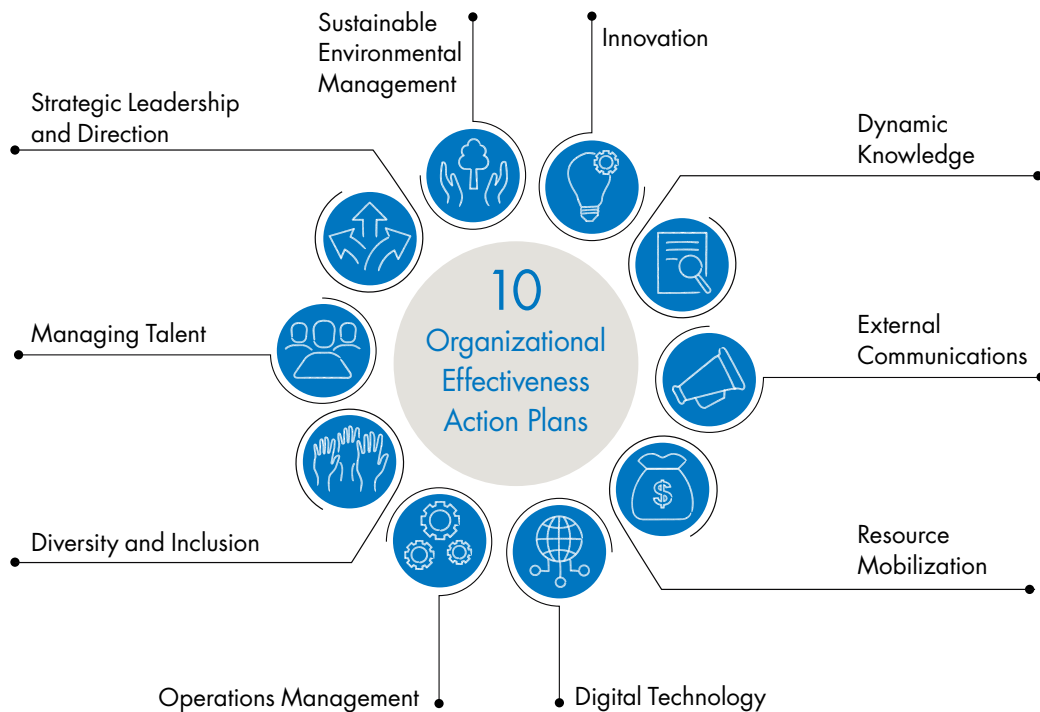 Sustainable
Environmental
Management
Innovation
Strategic Leadership
and Direction
Dynamic
Knowledge
Managing Talent
10
Organizational
Effectiveness
Action Plans
External
Communications
$
Diversity and Inclusion
Resource
Mobilization
Operations Management
Digital Technology